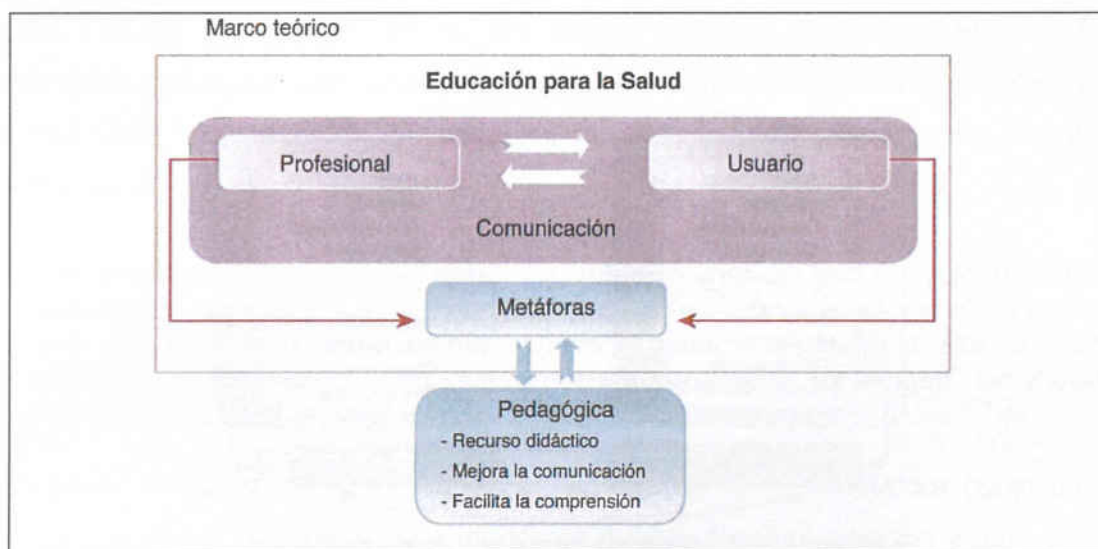 Marco teórico
Educación para la Salud
Profesional
Usuario
Comunicación
Metáforas
Pedagógica
- Recurso didáctico
- Mejora la comunicación
- Facilita la comprensión